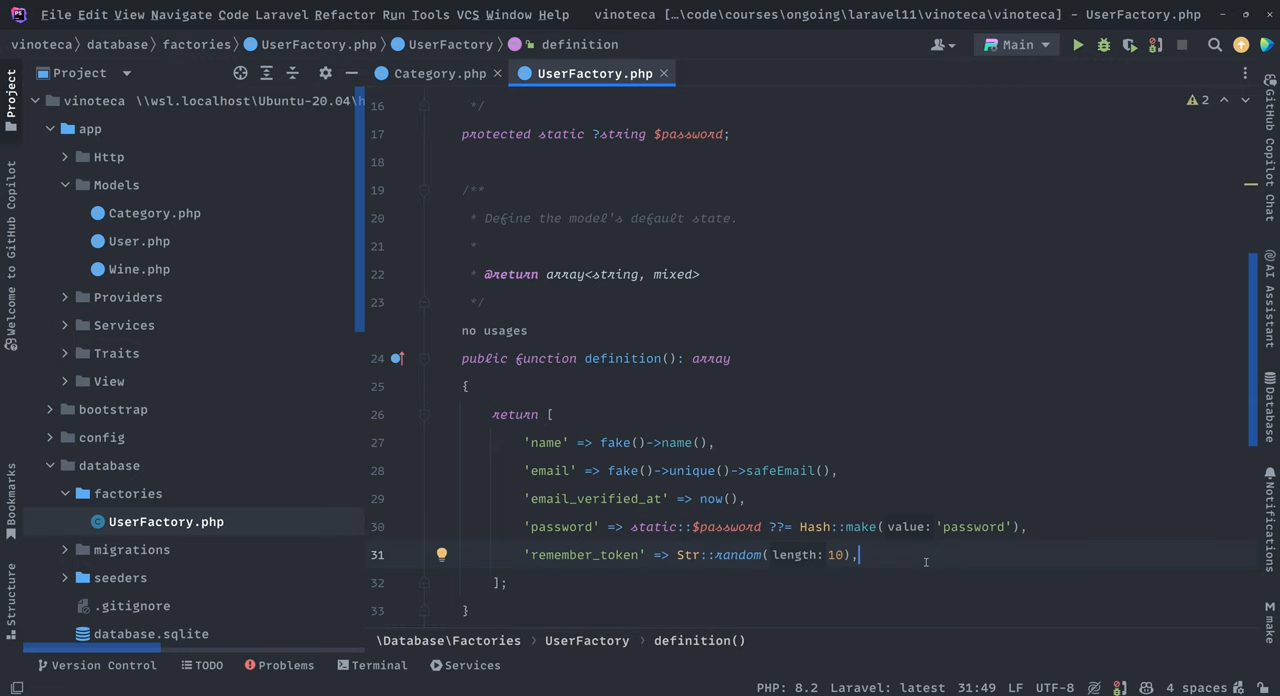 File Edit View Navigate Code Laravel Refactor Run Tools VCS Window Help vinoteca [...\code\courses\ongoing\laravel11\vinoteca\vinoteca] - UserFactory.php
vinoteca database factories UserFactory.php UserFactory definition Main
Project
Category.php
UserFactory.php
Project
Welcome to GitHub Copilot
Bookmarks
Structure
vinoteca \\wsl.localhost\Ubuntu-20.04\h
app
Http
Models
Category.php
User.php
Wine.php
Providers
Services
Traits
View
bootstrap
config
database
factories
UserFactory.php
migrations
seeders
.gitignore
database.sqlite
2
16 */
17 protected static ?string $password;
18
19 /**
20 * Define the model's default state.
21 *
22 * @return array<string, mixed>
23 */
no usages
24 public function definition(): array
25 {
26 return [
27 'name' => fake()->name(),
28 'email' => fake()->unique()->safeEmail(),
29 'email_verified_at' => now(),
30 'password' => static::$password ??= Hash::make( value: 'password'),
31 'remember_token' => Str::random( length: 10),
32 ];
33 }
\Database\Factories > UserFactory > definition()
GitHub Copilot Chat
AI Assistant
Database
Notifications
make
Version Control TODO Problems Terminal Services
PHP: 8.2 Laravel: latest 31:49 LF UTF-8 4 spaces